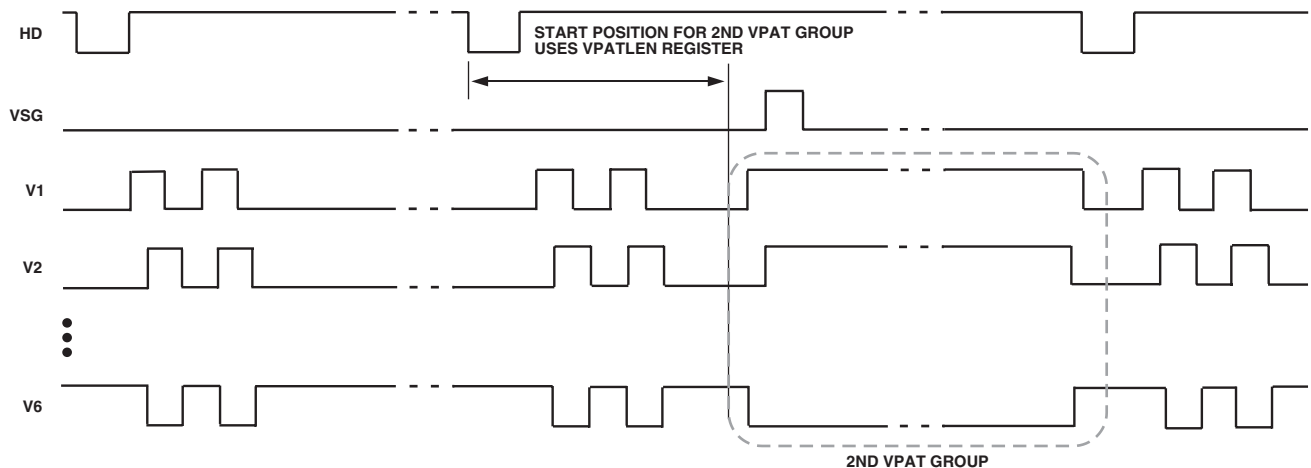 HD
START POSITION FOR 2ND VPAT GROUP
USES VPATLEN REGISTER
VSG
V1
V2
V6
2ND VPAT GROUP